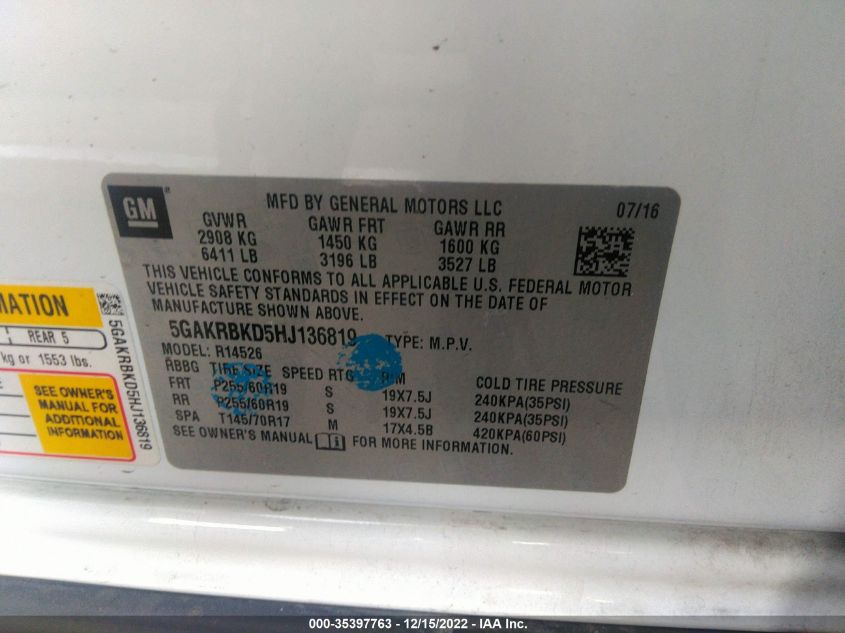 GM
MFD BY GENERAL MOTORS LLC
07/16
GVWR GAWR FRT GAWR RR
2908 KG 1450 KG 1600 KG
6411 LB 3196 LB 3527 LB
THIS VEHICLE CONFORMS TO ALL APPLICABLE U.S. FEDERAL MOTOR
VEHICLE SAFETY STANDARDS IN EFFECT ON THE DATE OF
MANUFACTURE SHOWN ABOVE.
5GAKRBKD5HJ136819 TYPE: M.P.V.
MODEL: R14526
RBBG TIRE SIZE SPEED RTG RIM COLD TIRE PRESSURE
FRT P255/60R19 S 19X7.5J 240KPA(35PSI)
RR P255/60R19 S 19X7.5J 240KPA(35PSI)
SPA T145/70R17 M 17X4.5B 420KPA(60PSI)
SEE OWNER'S MANUAL FOR MORE INFORMATION.
MATION
REAR 5
kg or 1553 lbs.
SEE OWNER'S
MANUAL FOR
ADDITIONAL
INFORMATION
5GAKRBKD5HJ136819
000-35397763 - 12/15/2022 - IAA Inc.